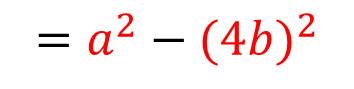 = a² − (4b)²